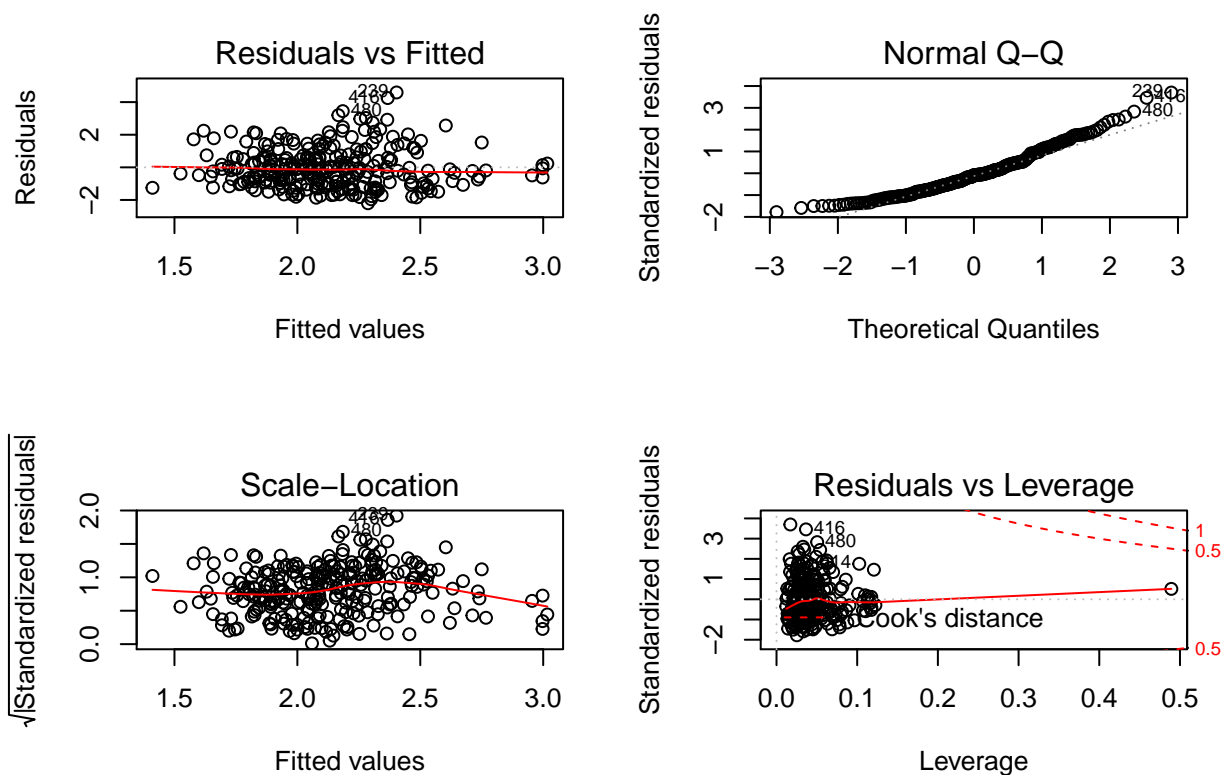 Residuals vs Fitted
Residuals
2
−2
239
416
480
1.5 2.0 2.5 3.0
Fitted values
Normal Q−Q
Standardized residuals
3
1
−2
239
416
480
−3 −2 −1 0 1 2 3
Theoretical Quantiles
Scale−Location
√|Standardized residuals|
2.0
1.0
0.0
239
416
480
1.5 2.0 2.5 3.0
Fitted values
Residuals vs Leverage
Standardized residuals
3
1
−2
416
480
1
0.5
0.5
Cook's distance
0.0 0.1 0.2 0.3 0.4 0.5
Leverage